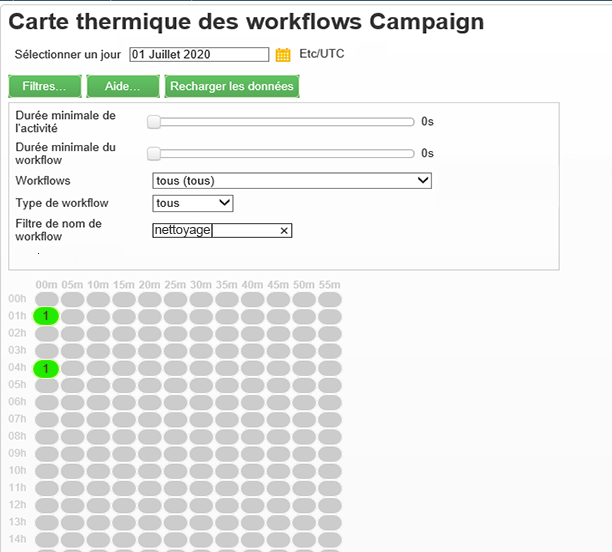 Carte thermique des workflows Campaign
Sélectionner un jour 01 Juillet 2020 Etc/UTC
Filtres... Aide... Recharger les données
Durée minimale de l'activité 0s
Durée minimale du workflow 0s
Workflows tous (tous)
Type de workflow tous
Filtre de nom de workflow nettoyage ×
00m 05m 10m 15m 20m 25m 30m 35m 40m 45m 50m 55m
00h
01h 1
02h
03h
04h 1
05h
06h
07h
08h
09h
10h
11h
12h
13h
14h